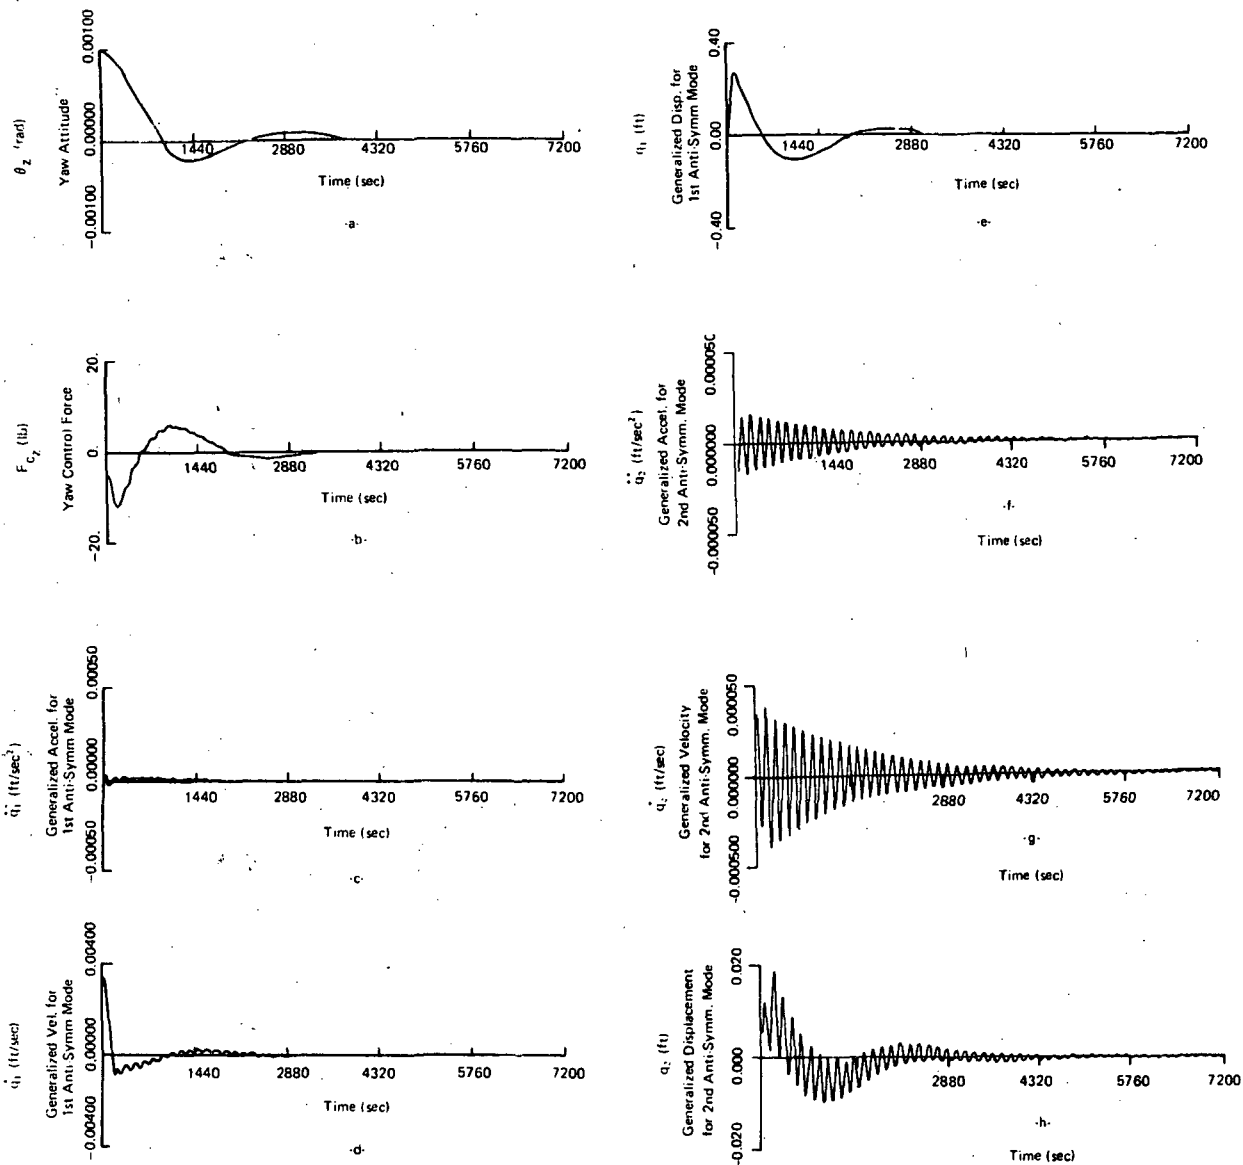 θz (rad)
Yaw Attitude
0.00100
0.00000
-0.00100
1440 2880 4320 5760 7200
Time (sec)
-a-
Fcz (lb)
Yaw Control Force
20.
0.
-20.
1440 2880 4320 5760 7200
Time (sec)
-b-
q̈1 (ft/sec²)
Generalized Accel. for
1st Anti-Symm Mode
0.00050
0.00000
-0.00050
1440 2880 4320 5760 7200
Time (sec)
-c-
q̇1 (ft/sec)
Generalized Vel. for
1st Anti-Symm Mode
0.00400
0.00000
-0.00400
1440 2880 4320 5760 7200
Time (sec)
-d-
q1 (ft)
Generalized Disp. for
1st Anti-Symm Mode
0.40
0.00
-0.40
1440 2880 4320 5760 7200
Time (sec)
-e-
q̈2 (ft/sec²)
Generalized Accel. for
2nd Anti-Symm. Mode
0.000050
0.000000
-0.000050
1440 2880 4320 5760 7200
-f-
Time (sec)
q̇2 (ft/sec)
Generalized Velocity
for 2nd Anti-Symm. Mode
0.000050
0.000000
-0.000500
2880 4320 5760 7200
-g-
Time (sec)
q2 (ft)
Generalized Displacement
for 2nd Anti-Symm. Mode
0.020
0.000
-0.020
2880 4320 5760 7200
-h-
Time (sec)